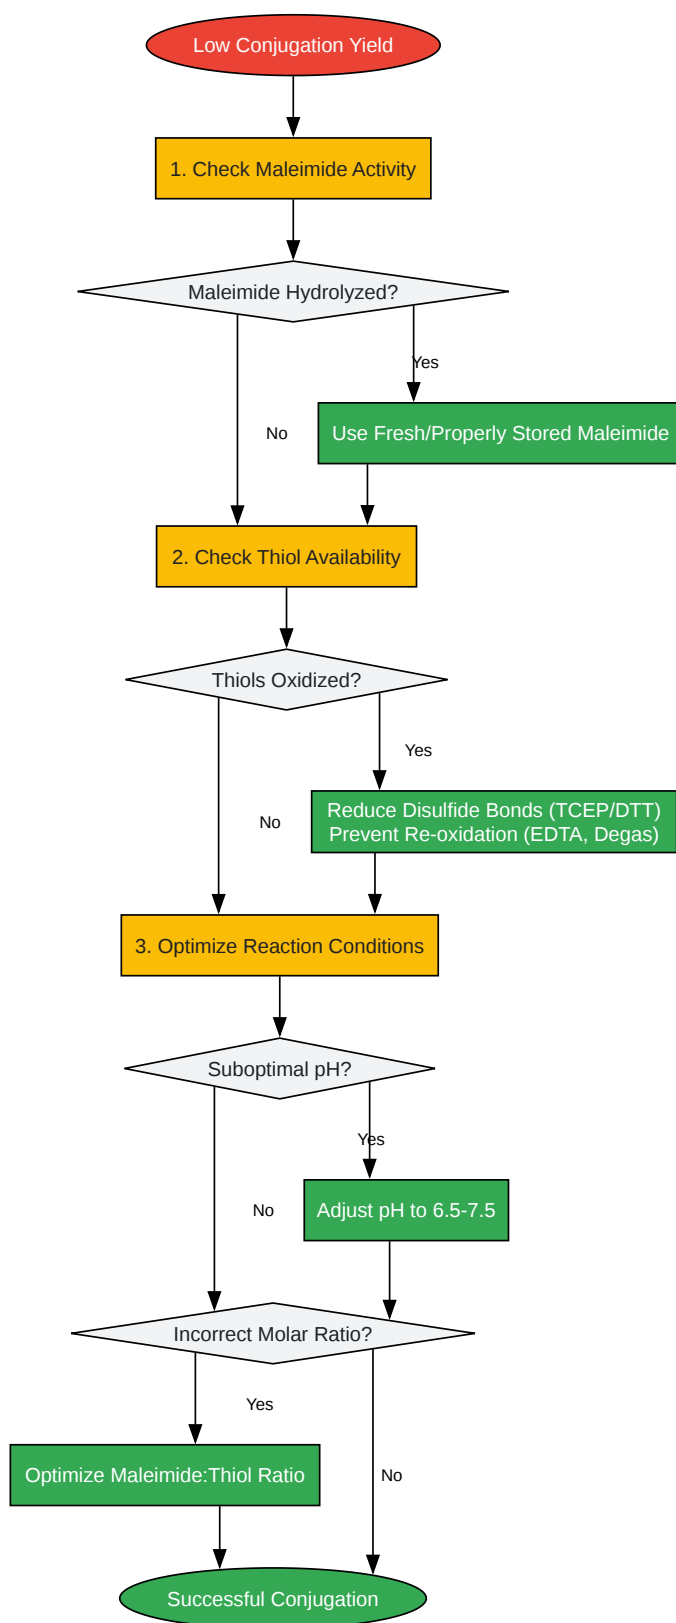 Low Conjugation Yield
1. Check Maleimide Activity
Maleimide Hydrolyzed?
Yes
No
Use Fresh/Properly Stored Maleimide
2. Check Thiol Availability
Thiols Oxidized?
Yes
No
Reduce Disulfide Bonds (TCEP/DTT)
Prevent Re-oxidation (EDTA, Degas)
3. Optimize Reaction Conditions
Suboptimal pH?
Yes
No
Adjust pH to 6.5-7.5
Incorrect Molar Ratio?
Yes
Optimize Maleimide:Thiol Ratio
No
Successful Conjugation